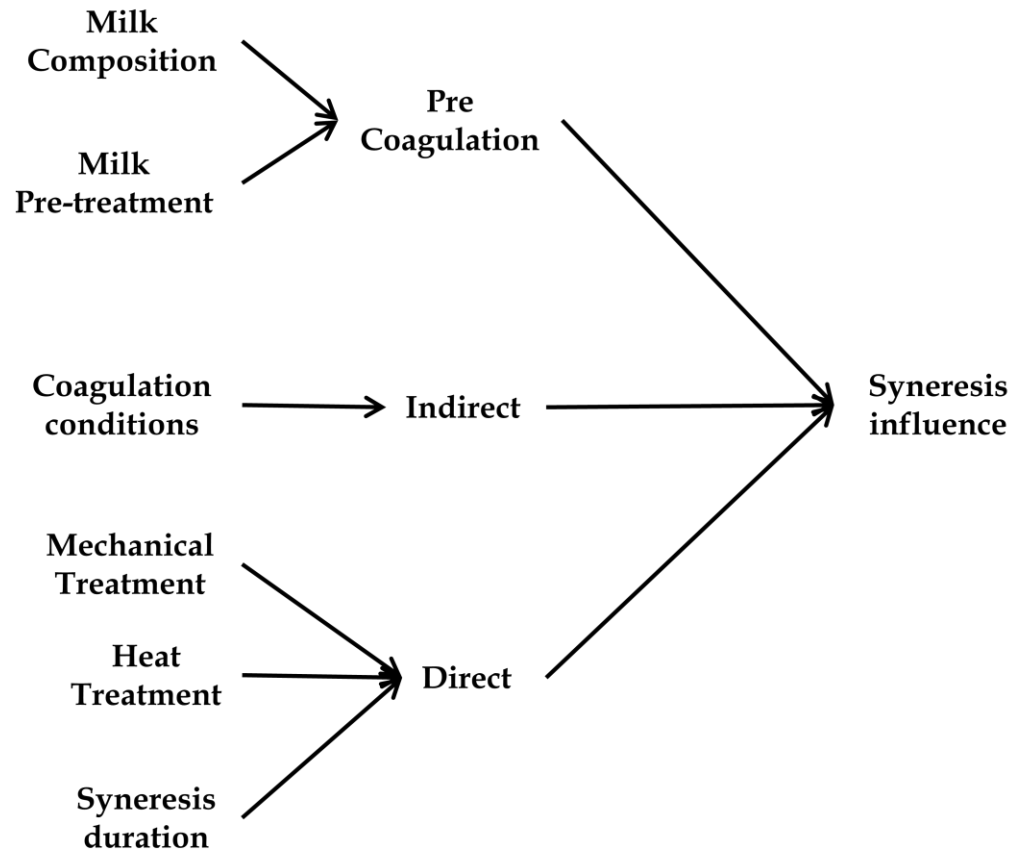 Milk
Composition
Milk
Pre-treatment
Pre
Coagulation
Coagulation
conditions
Indirect
Syneresis
influence
Mechanical
Treatment
Heat
Treatment
Direct
Syneresis
duration